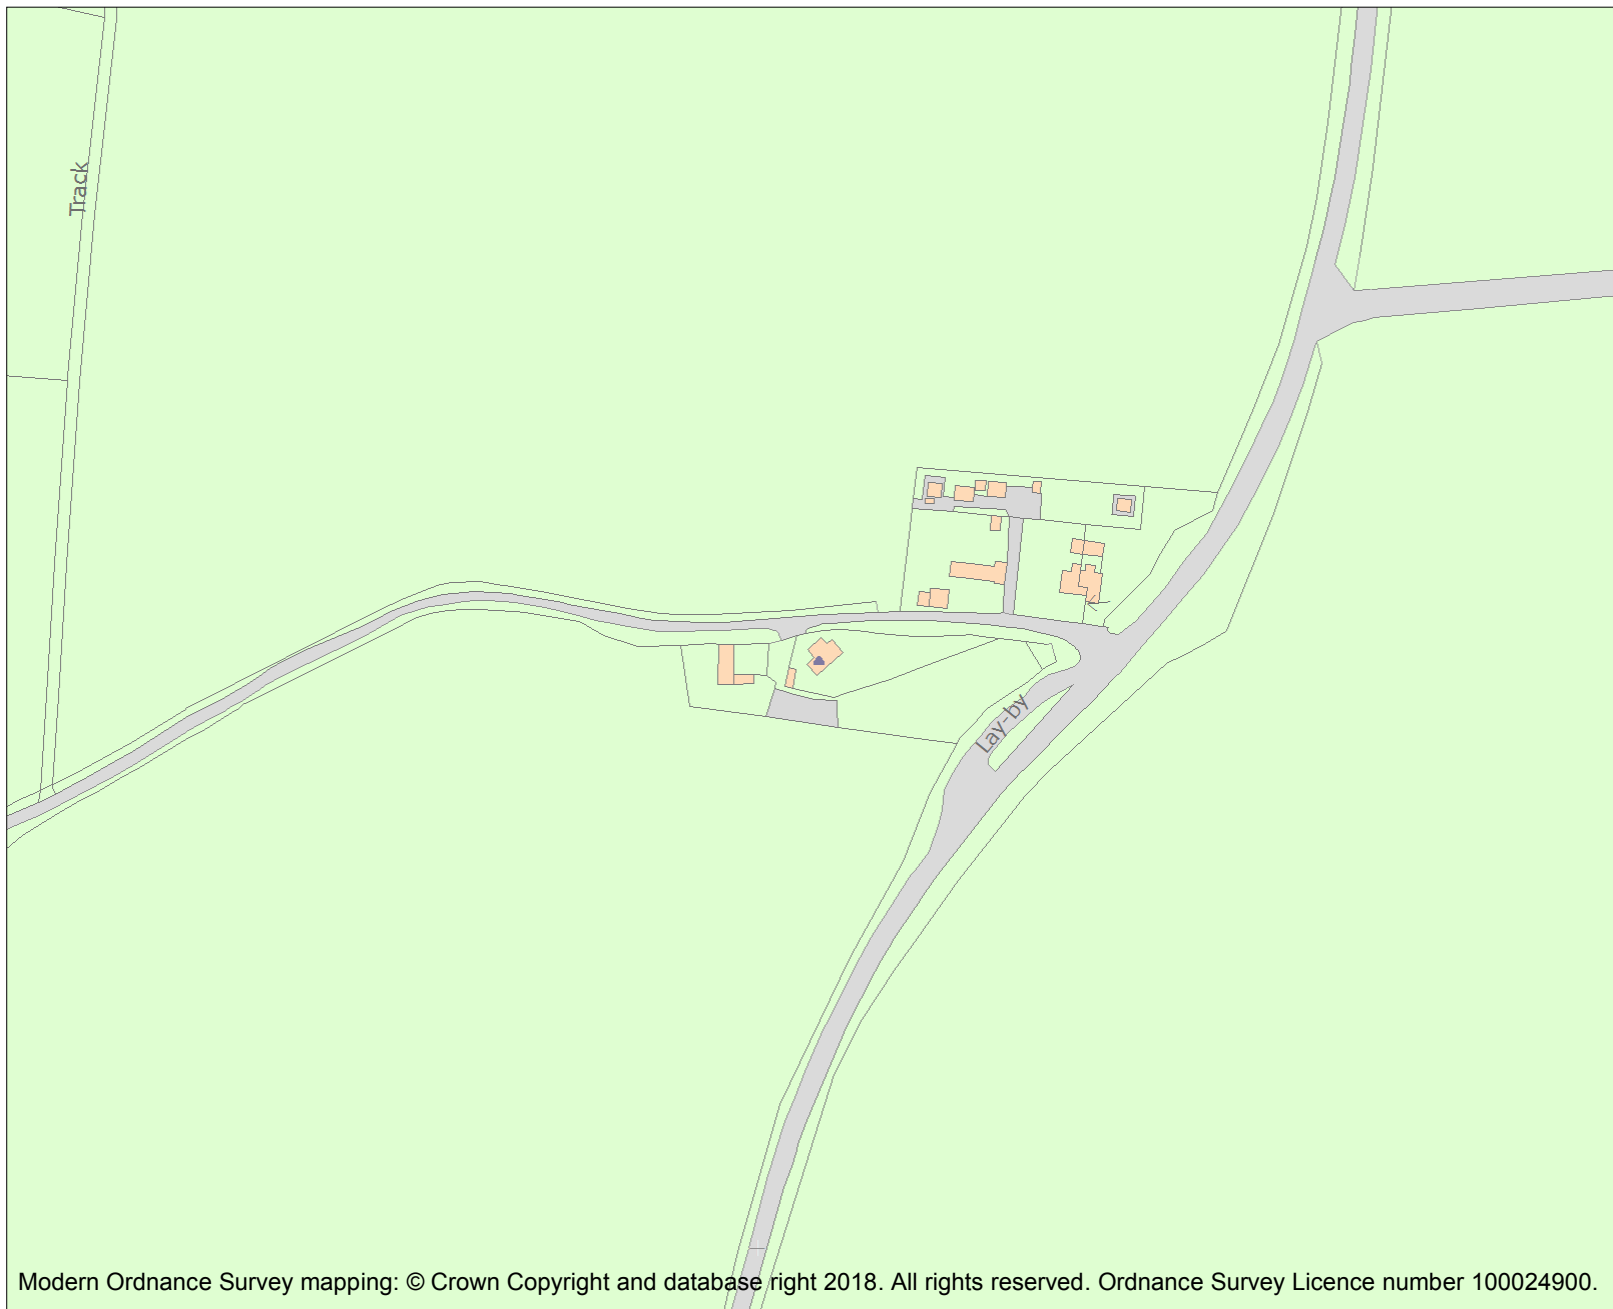 Track
Lay-by
Modern Ordnance Survey mapping: © Crown Copyright and database right 2018. All rights reserved. Ordnance Survey Licence number 100024900.